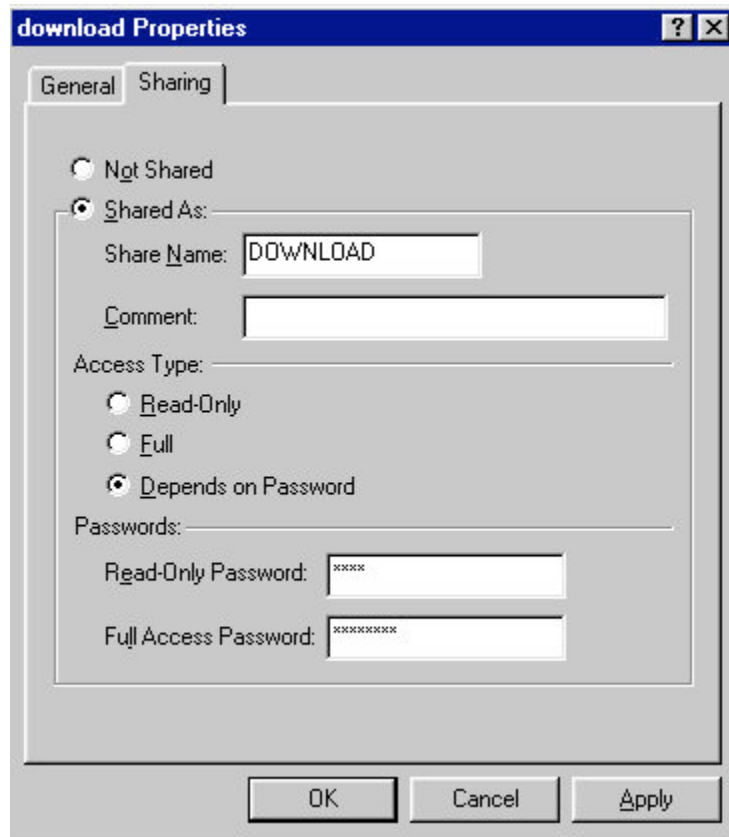 download Properties
General Sharing
Not Shared
Shared As:
Share Name: DOWNLOAD
Comment:
Access Type:
Read-Only
Full
Depends on Password
Passwords:
Read-Only Password: ****
Full Access Password: ********
OK Cancel Apply